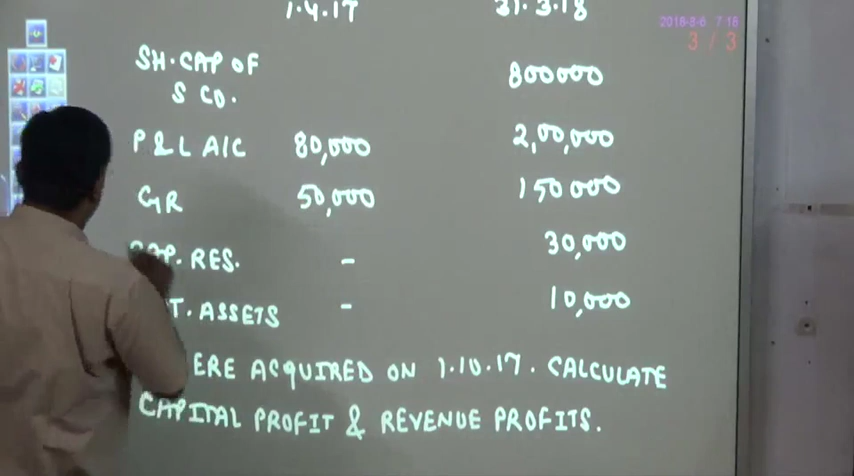 1.4.17 31.3.18
2018-8-6 7:18
3 / 3
SH.CAP OF 800000
S CO.
P & L A/C 80,000 2,00,000
GR 50,000 150000
RES. - 30,000
ASSETS - 10,000
ERE ACQUIRED ON 1.10.17. CALCULATE
CAPITAL PROFIT & REVENUE PROFITS.